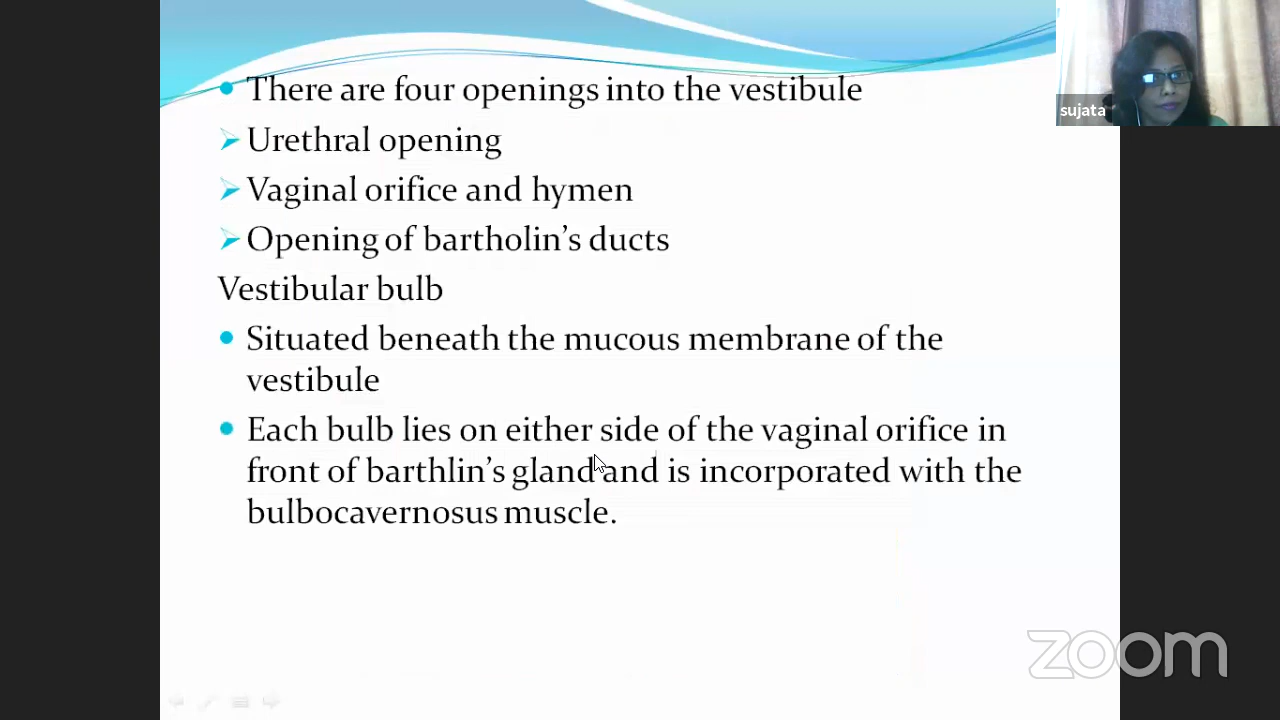 There are four openings into the vestibule
Urethral opening
Vaginal orifice and hymen
Opening of bartholin's ducts
Vestibular bulb
Situated beneath the mucous membrane of the
vestibule
Each bulb lies on either side of the vaginal orifice in
front of barthlin's gland and is incorporated with the
bulbocavernosus muscle.
sujata
zoom